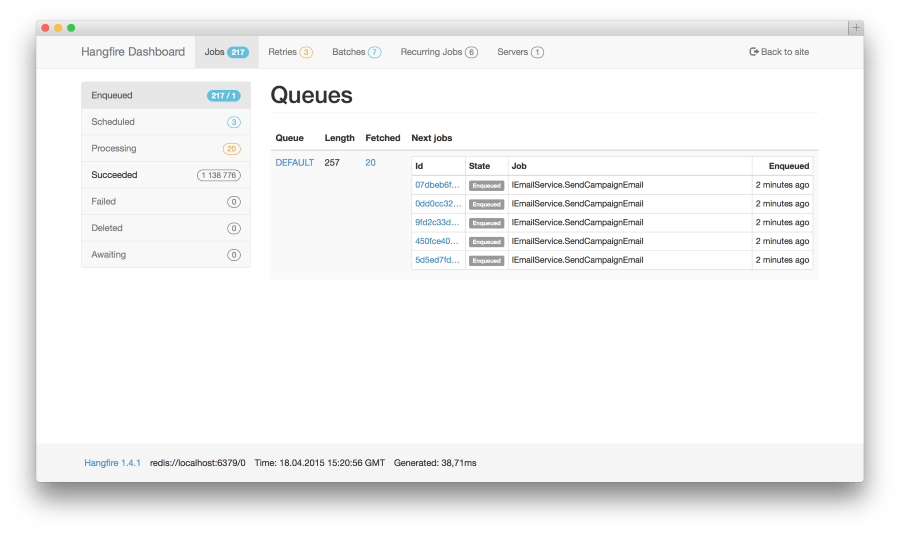 Hangfire Dashboard Jobs 217 Retries 3 Batches 7 Recurring Jobs 6 Servers 1 Back to site
Enqueued 217 / 1
Scheduled 3
Processing 20
Succeeded 1 138 776
Failed 0
Deleted 0
Awaiting 0
Queues
Queue Length Fetched Next jobs
DEFAULT 257 20
Id State Job Enqueued
07dbeb6f... Enqueued IEmailService.SendCampaignEmail 2 minutes ago
0dd0cc32... Enqueued IEmailService.SendCampaignEmail 2 minutes ago
9fd2c33d... Enqueued IEmailService.SendCampaignEmail 2 minutes ago
450fce40... Enqueued IEmailService.SendCampaignEmail 2 minutes ago
5d5ed7fd... Enqueued IEmailService.SendCampaignEmail 2 minutes ago
Hangfire 1.4.1 redis://localhost:6379/0 Time: 18.04.2015 15:20:56 GMT Generated: 38,71ms